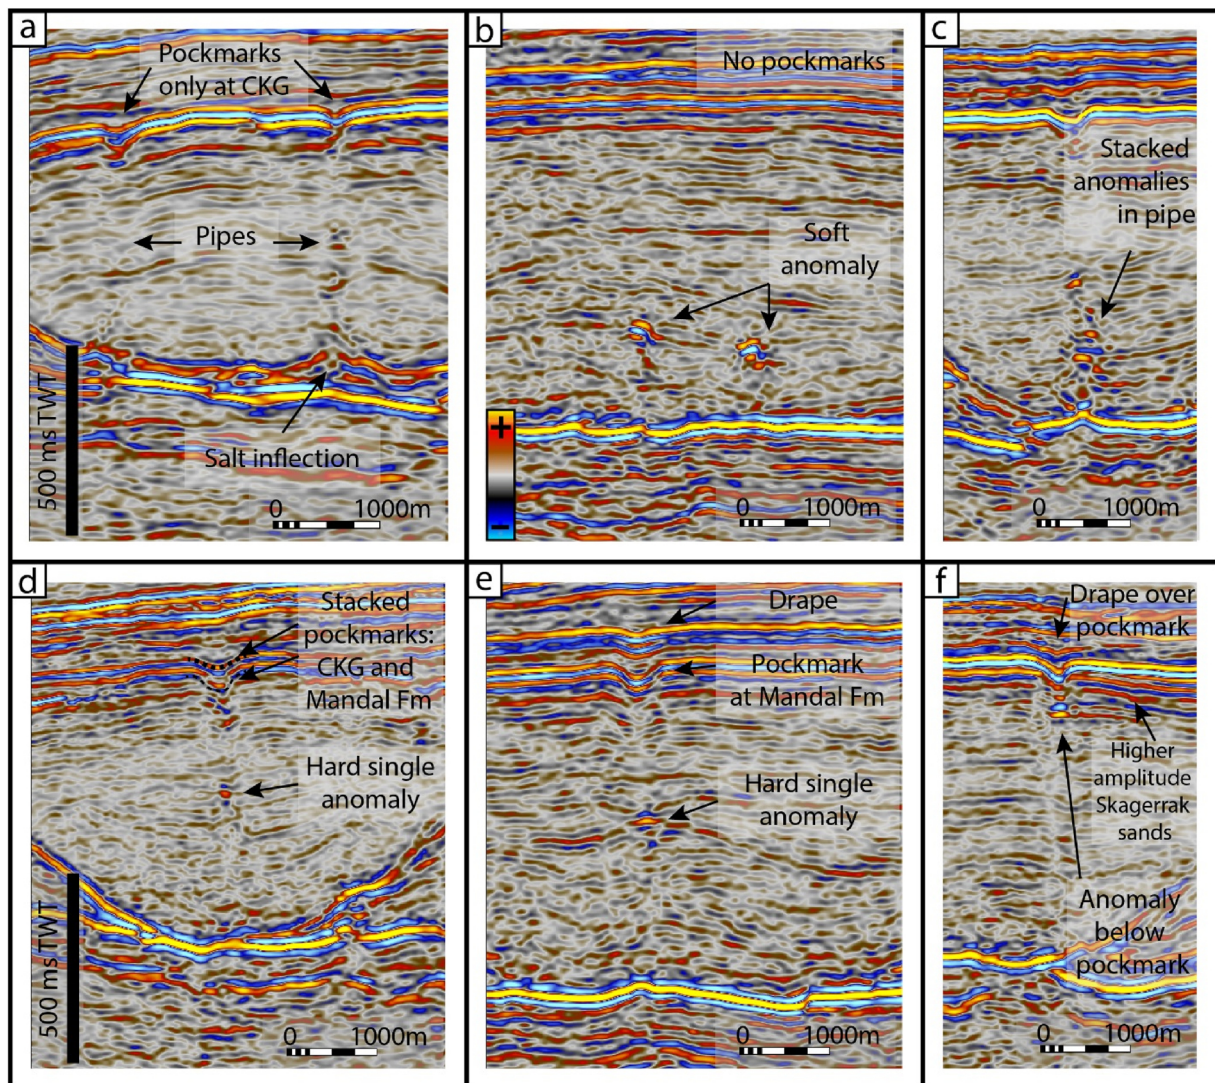 a
Pockmarks
only at CKG
Pipes
Salt inflection
500 ms TWT
0 1000m
b
No pockmarks
Soft
anomaly
+
-
0 1000m
c
Stacked
anomalies
in pipe
0 1000m
d
Stacked
pockmarks:
CKG and
Mandal Fm
Hard single
anomaly
500 ms TWT
0 1000m
e
Drape
Pockmark
at Mandal Fm
Hard single
anomaly
0 1000m
f
Drape over
pockmark
Higher
amplitude
Skagerrak
sands
Anomaly
below
pockmark
0 1000m